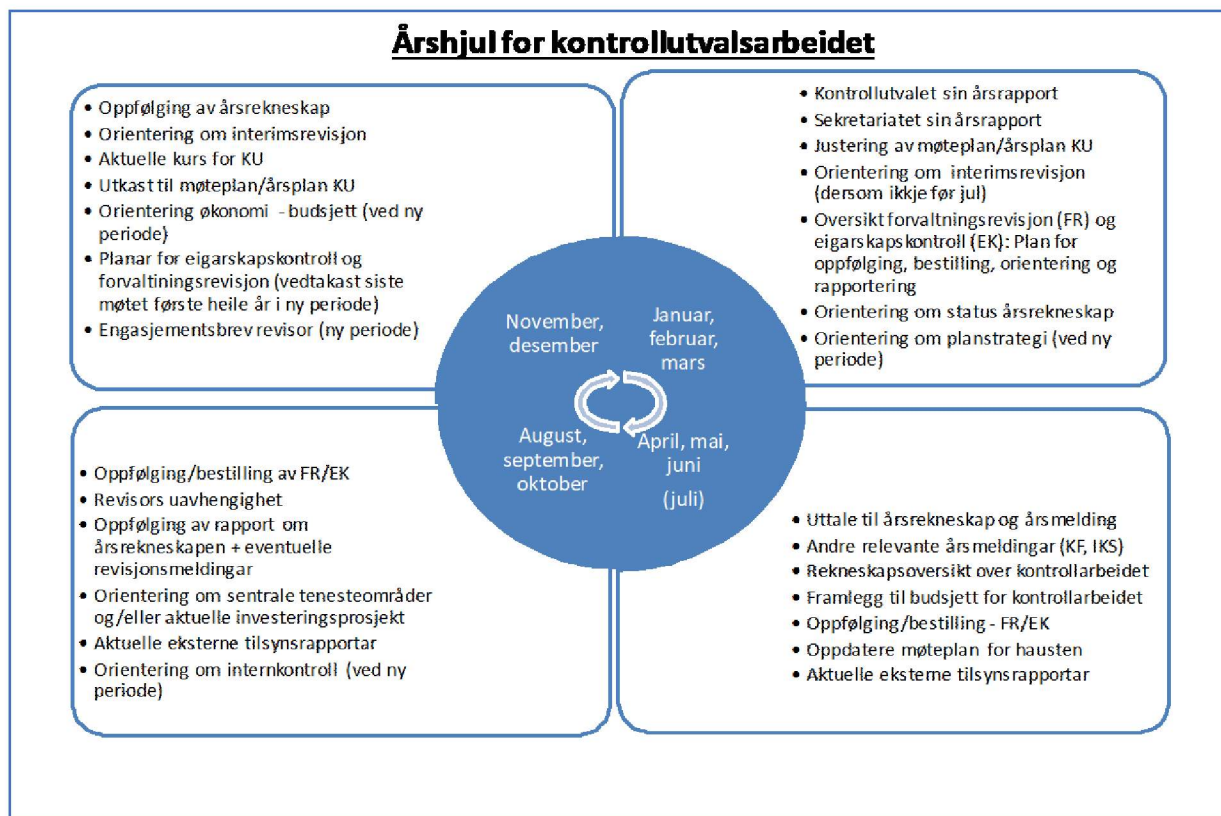 Årshjul for kontrollutvalsarbeidet
• Oppfølging av årsrekneskap
• Orientering om interimsrevisjon
• Aktuelle kurs for KU
• Utkast til møteplan/årsplan KU
• Orientering økonomi - budsjett (ved ny
periode)
• Planar for eigarskapskontroll og
forvaltiningsrevisjon (vedtakast siste
møtet første heile år i ny periode)
• Engasjementsbrev revisor (ny periode)
• Kontrollutvalet sin årsrapport
• Sekretariatet sin årsrapport
• Justering av møteplan/årsplan KU
• Orientering om interimsrevisjon
(dersom ikkje før jul)
• Oversikt forvaltningsrevisjon (FR) og
eigarskapskontroll (EK): Plan for
oppfølging, bestilling, orientering og
rapportering
• Orientering om status årsrekneskap
• Orientering om planstrategi (ved ny
periode)
November,
desember
Januar,
februar,
mars
August,
september,
oktober
April, mai,
juni
(juli)
• Oppfølging/bestilling av FR/EK
• Revisors uavhengighet
• Oppfølging av rapport om
årsrekneskapen + eventuelle
revisjonsmeldingar
• Orientering om sentrale tenesteområder
og/eller aktuelle investeringsprosjekt
• Aktuelle eksterne tilsynsrapportar
• Orientering om internkontroll (ved ny
periode)
• Uttale til årsrekneskap og årsmelding
• Andre relevante årsmeldingar (KF, IKS)
• Rekneskapsoversikt over kontrollarbeidet
• Framlegg til budsjett for kontrollarbeidet
• Oppfølging/bestilling - FR/EK
• Oppdatere møteplan for hausten
• Aktuelle eksterne tilsynsrapportar